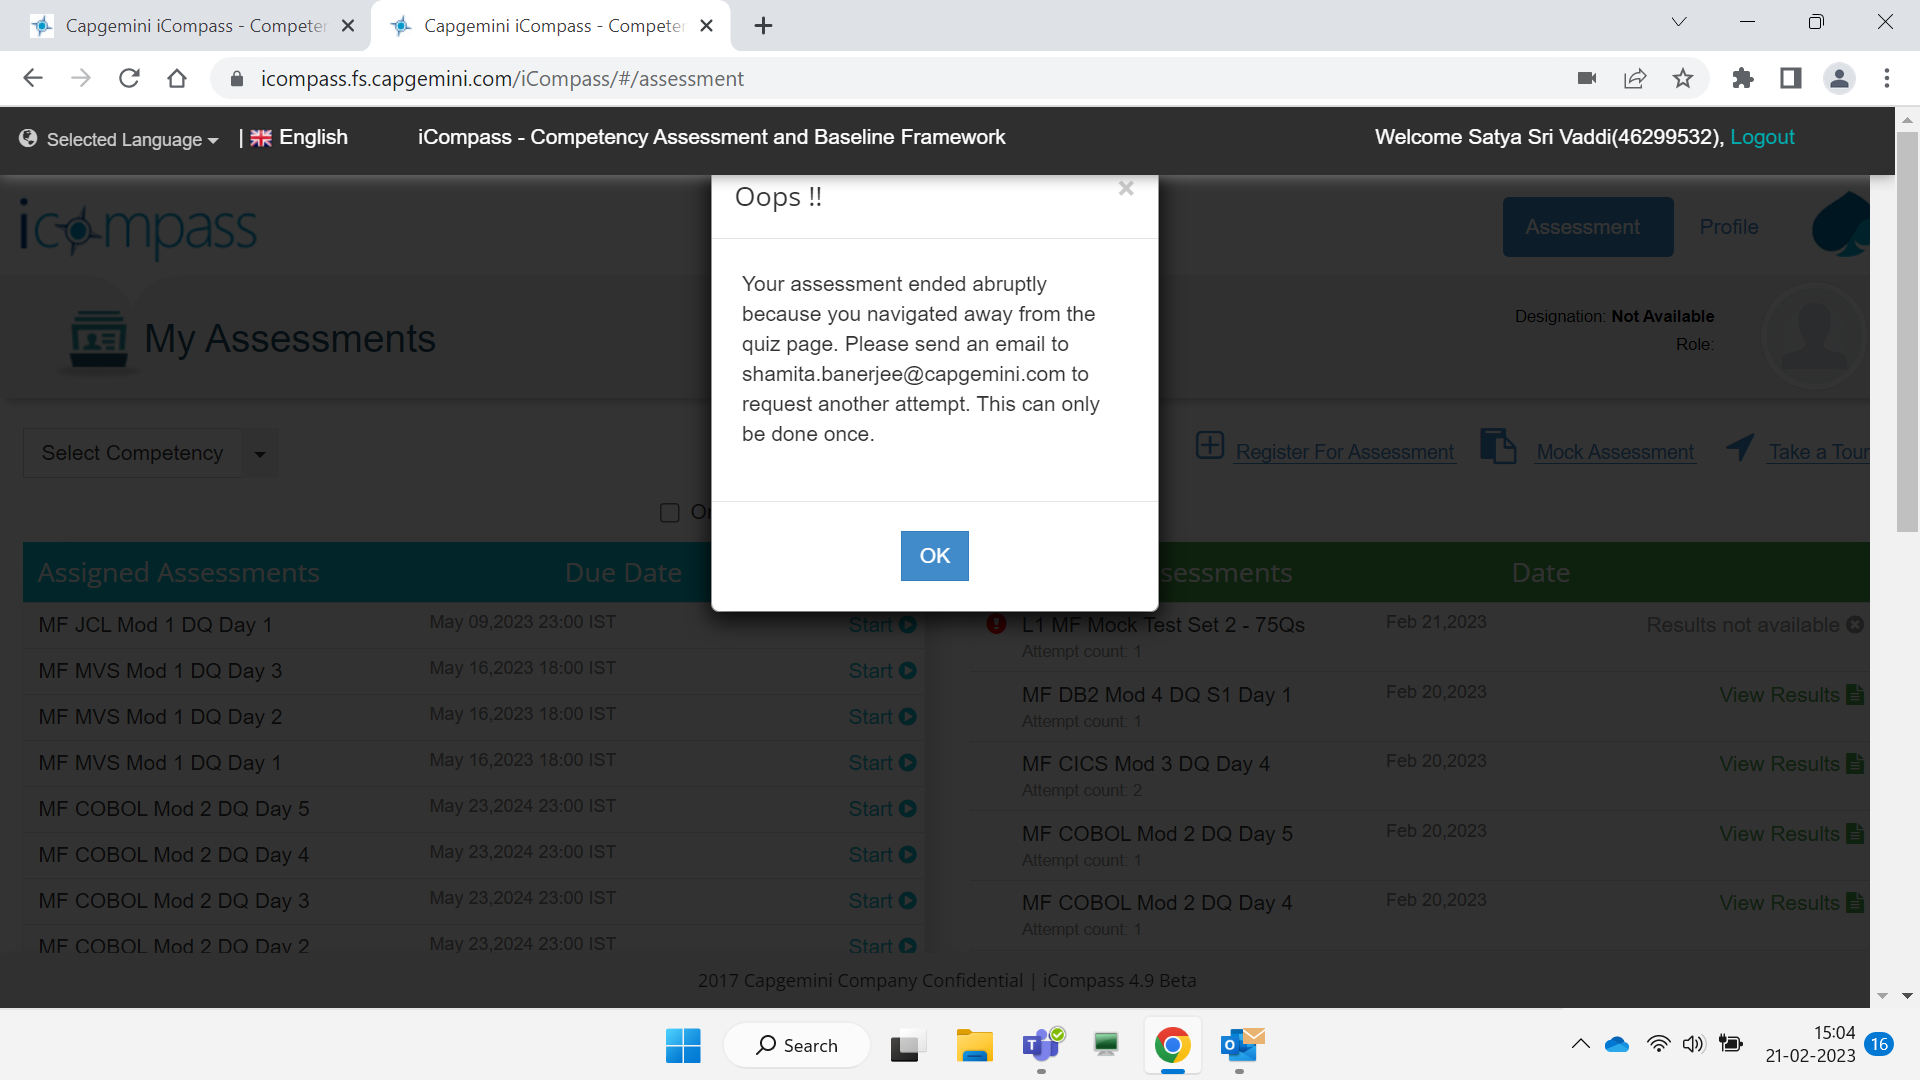 Capgemini iCompass - Competer
Capgemini iCompass - Competer
icompass.fs.capgemini.com/iCompass/#/assessment
Selected Language
| English
iCompass - Competency Assessment and Baseline Framework
Welcome Satya Sri Vaddi(46299532), Logout
icompass
Assessment
Profile
My Assessments
Designation: Not Available
Role:
Oops !!
×
Your assessment ended abruptly
because you navigated away from the
quiz page. Please send an email to
shamita.banerjee@capgemini.com to
request another attempt. This can only
be done once.
OK
Select Competency
Register For Assessment
Mock Assessment
Take a Tour
Assigned Assessments Due Date
MF JCL Mod 1 DQ Day 1 May 09,2023 23:00 IST Start
MF MVS Mod 1 DQ Day 3 May 16,2023 18:00 IST Start
MF MVS Mod 1 DQ Day 2 May 16,2023 18:00 IST Start
MF MVS Mod 1 DQ Day 1 May 16,2023 18:00 IST Start
MF COBOL Mod 2 DQ Day 5 May 23,2024 23:00 IST Start
MF COBOL Mod 2 DQ Day 4 May 23,2024 23:00 IST Start
MF COBOL Mod 2 DQ Day 3 May 23,2024 23:00 IST Start
MF COBOL Mod 2 DQ Day 2 May 23,2024 23:00 IST Start
sessments Date
L1 MF Mock Test Set 2 - 75Qs Feb 21,2023 Results not available
Attempt count: 1
MF DB2 Mod 4 DQ S1 Day 1 Feb 20,2023 View Results
Attempt count: 1
MF CICS Mod 3 DQ Day 4 Feb 20,2023 View Results
Attempt count: 2
MF COBOL Mod 2 DQ Day 5 Feb 20,2023 View Results
Attempt count: 1
MF COBOL Mod 2 DQ Day 4 Feb 20,2023 View Results
Attempt count: 1
2017 Capgemini Company Confidential | iCompass 4.9 Beta
Search
15:04
21-02-2023
16